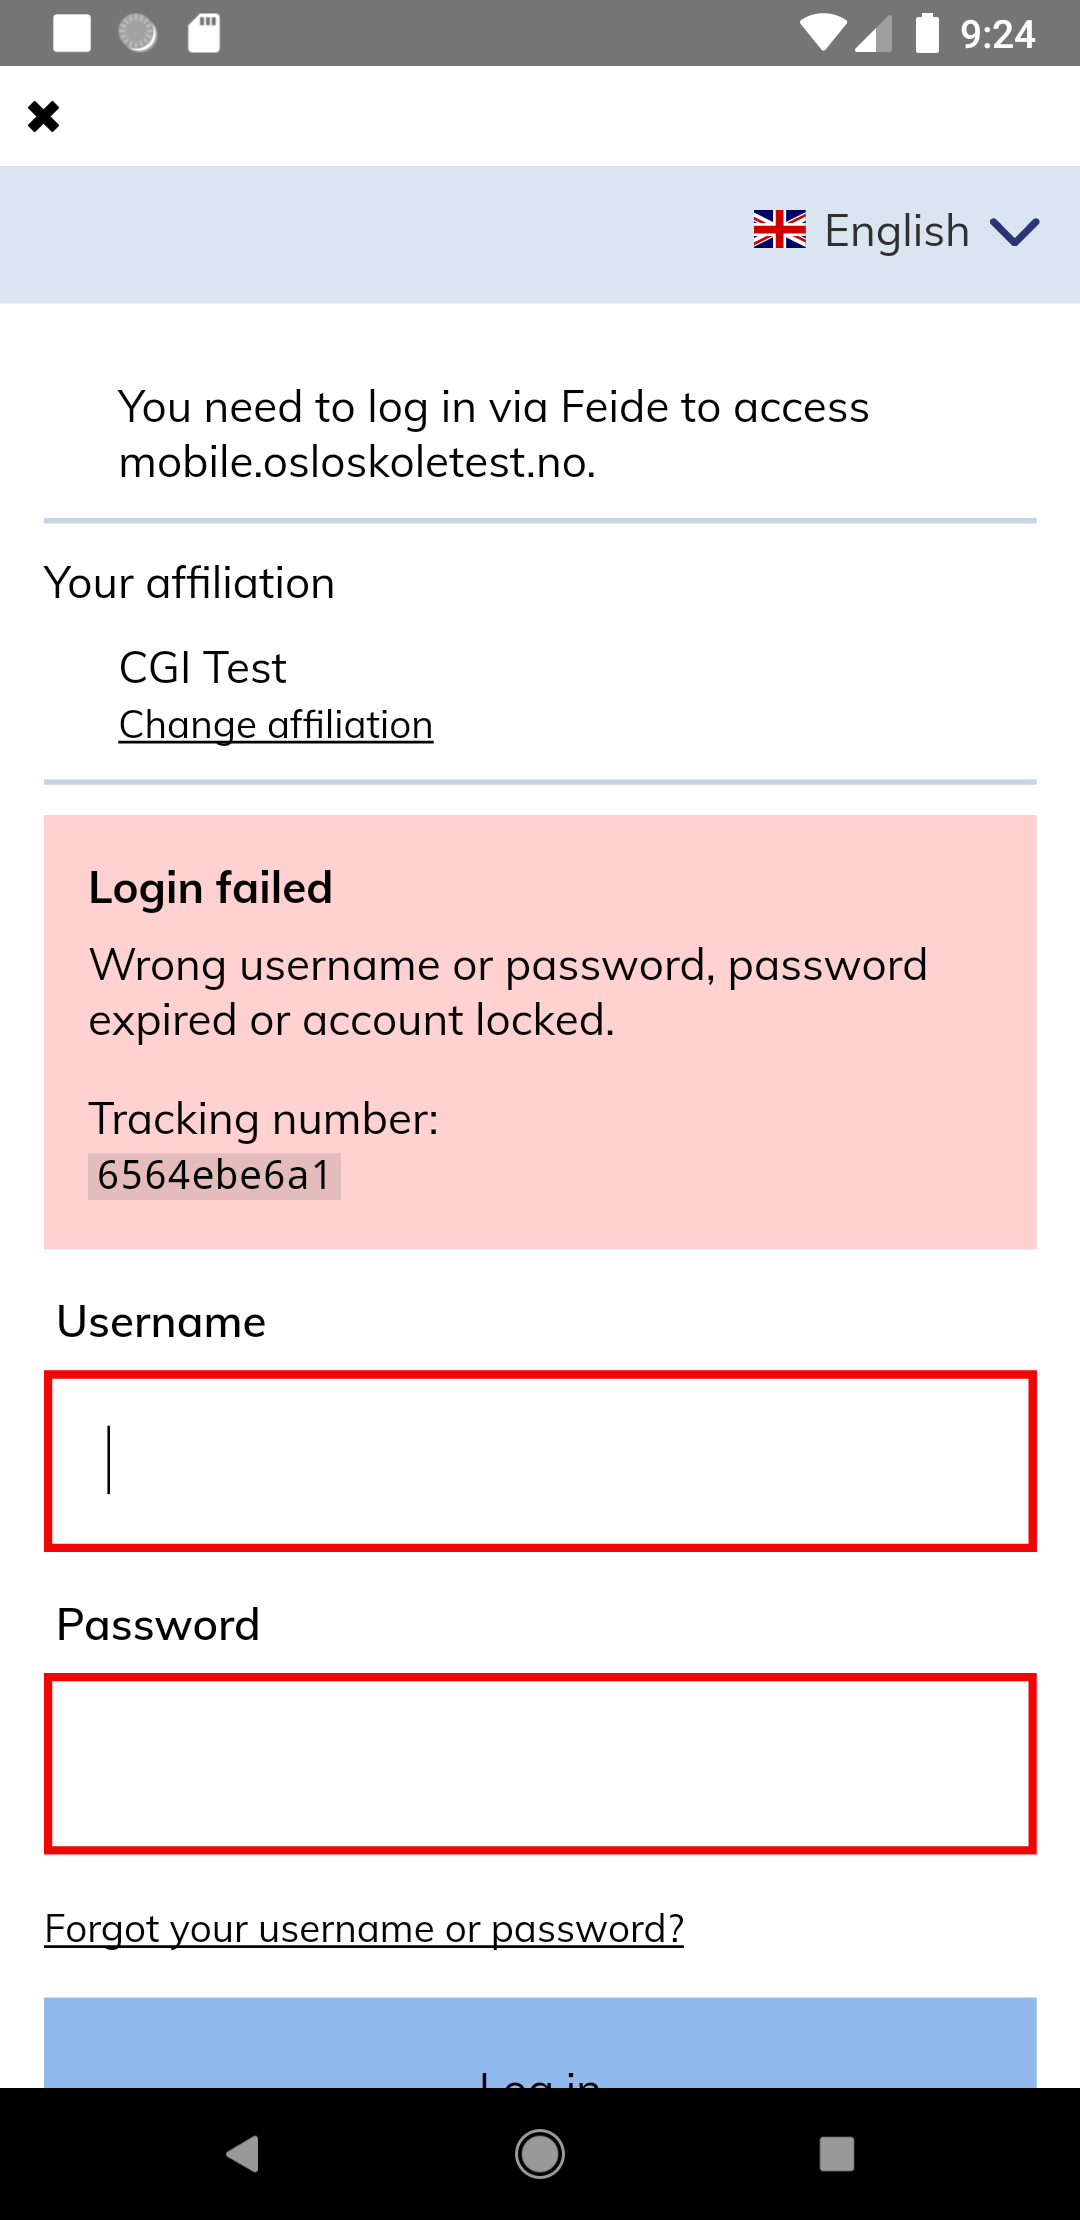 9:24
English
You need to log in via Feide to access
mobile.osloskoletest.no.
Your affiliation
CGI Test
Change affiliation
Login failed
Wrong username or password, password
expired or account locked.
Tracking number:
6564ebe6a1
Username
Password
Forgot your username or password?
Log in